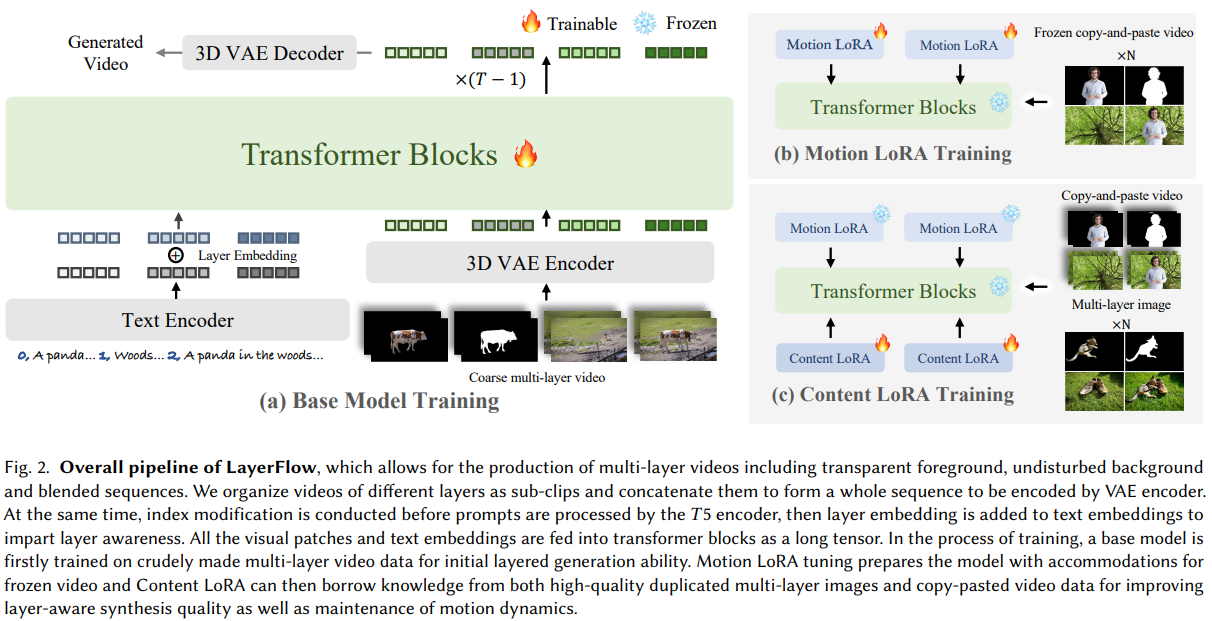 Trainable
Frozen
Generated
Video
3D VAE Decoder
×(T − 1)
Transformer Blocks
Layer Embedding
Text Encoder
3D VAE Encoder
0, A panda... 1, Woods... 2, A panda in the woods...
Coarse multi-layer video
(a) Base Model Training
Motion LoRA
Motion LoRA
Frozen copy-and-paste video
×N
Transformer Blocks
(b) Motion LoRA Training
Copy-and-paste video
Motion LoRA
Motion LoRA
Transformer Blocks
Multi-layer image
×N
Content LoRA
Content LoRA
(c) Content LoRA Training
Fig. 2. Overall pipeline of LayerFlow, which allows for the production of multi-layer videos including transparent foreground, undisturbed background
and blended sequences. We organize videos of different layers as sub-clips and concatenate them to form a whole sequence to be encoded by VAE encoder.
At the same time, index modification is conducted before prompts are processed by the T5 encoder, then layer embedding is added to text embeddings to
impart layer awareness. All the visual patches and text embeddings are fed into transformer blocks as a long tensor. In the process of training, a base model is
firstly trained on crudely made multi-layer video data for initial layered generation ability. Motion LoRA tuning prepares the model with accommodations for
frozen video and Content LoRA can then borrow knowledge from both high-quality duplicated multi-layer images and copy-pasted video data for improving
layer-aware synthesis quality as well as maintenance of motion dynamics.